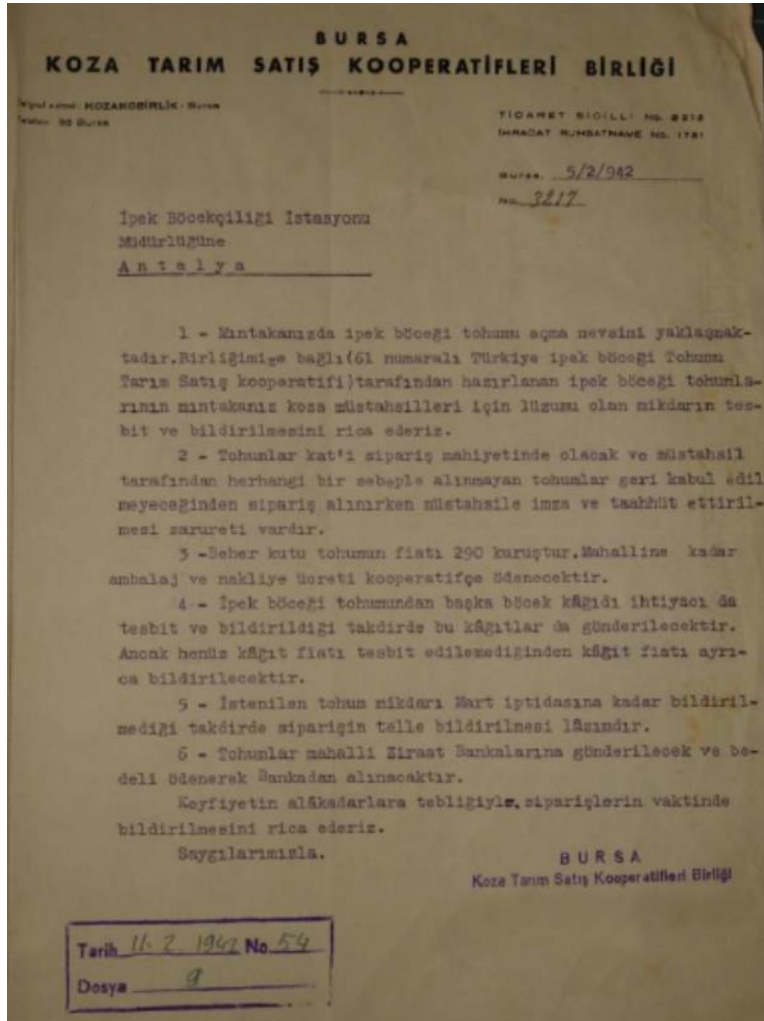 BURSA
KOZA TARIM SATIŞ KOOPERATİFLERİ BİRLİĞİ
KOZAKOBİRLİK - Bursa
TİCARET SİCİLLİ No.
İHRACAT RUHSATNAME No. 1781
Bursa, 5/2/942
No. 3217
İpek Böcekçiliği İstasyonu
Müdürlüğüne
Antalya
1 - Mıntakanızda ipek böceği tohumu açma mevsini yaklaşmak-
tadır.Birliğimize bağlı(61 numaralı Türkiye ipek böceği Tohumu
Tarım Satış kooperatifi)tarafından hazırlanan ipek böceği tohumla-
rının mıntakanız koza müstahsilleri için lüzumu olan mikdarın tes-
bit ve bildirilmesini rica ederiz.
2 - Tohumlar kat'i sipariş mahiyetinde olacak ve müstahsil
tarafından herhangi bir sebeple alınmayan tohumlar geri kabul edil
meyeceğinden sipariş alınırken müstahsile imza ve taahhüt ettiril-
mesi zarureti vardır.
3 -Beher kutu tohumun fiatı 290 kuruştur.Mahalline kadar
ambalaj ve nakliye ücreti kooperatifçe ödenecektir.
4 - İpek böceği tohumundan başka böcek kâğıdı ihtiyacı da
tesbit ve bildirildiği takdirde bu kâğıtlar da gönderilecektir.
Ancak henüz kâğıt fiatı tesbit edilemediğinden kâğıt fiatı ayrı-
ca bildirilecektir.
5 - İstenilen tohum mikdarı Mart iptidasına kadar bildiril-
mediği takdirde siparişin telle bildirilmesi lâzımdır.
6 - Tohumlar mahalli Ziraat Bankalarına gönderilecek ve be-
deli ödenerek Bankadan alınacaktır.
Keyfiyetin alâkadarlara tebliğiyle, siparişlerin vaktinde
bildirilmesini rica ederiz.
Saygılarımızla.
BURSA
Koza Tarım Satış Kooperatifleri Birliği
Tarih 11.2.1942 No. 54
Dosya 9